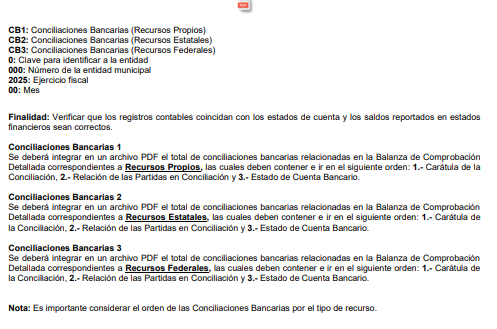 PDF
CB1: Conciliaciones Bancarias (Recursos Propios)
CB2: Conciliaciones Bancarias (Recursos Estatales)
CB3: Conciliaciones Bancarias (Recursos Federales)
0: Clave para identificar a la entidad
000: Número de la entidad municipal
2025: Ejercicio fiscal
00: Mes
Finalidad: Verificar que los registros contables coincidan con los estados de cuenta y los saldos reportados en estados
financieros sean correctos.
Conciliaciones Bancarias 1
Se deberá integrar en un archivo PDF el total de conciliaciones bancarias relacionadas en la Balanza de Comprobación
Detallada correspondientes a Recursos Propios, las cuales deben contener e ir en el siguiente orden: 1.- Carátula de la
Conciliación, 2.- Relación de las Partidas en Conciliación y 3.- Estado de Cuenta Bancario.
Conciliaciones Bancarias 2
Se deberá integrar en un archivo PDF el total de conciliaciones bancarias relacionadas en la Balanza de Comprobación
Detallada correspondientes a Recursos Estatales, las cuales deben contener e ir en el siguiente orden: 1.- Carátula de
la Conciliación, 2.- Relación de las Partidas en Conciliación y 3.- Estado de Cuenta Bancario.
Conciliaciones Bancarias 3
Se deberá integrar en un archivo PDF el total de conciliaciones bancarias relacionadas en la Balanza de Comprobación
Detallada correspondientes a Recursos Federales, las cuales deben contener e ir en el siguiente orden: 1.- Carátula de
la Conciliación, 2.- Relación de las Partidas en Conciliación y 3.- Estado de Cuenta Bancario.
Nota: Es importante considerar el orden de las Conciliaciones Bancarias por el tipo de recurso.